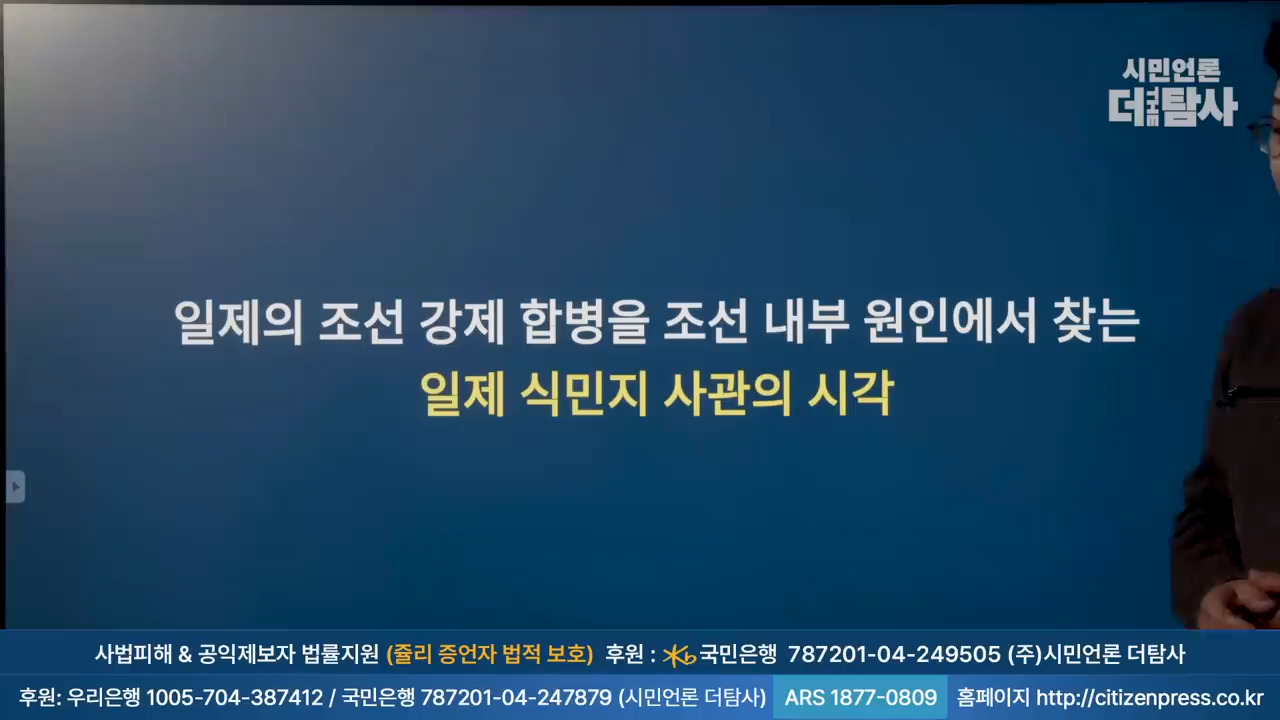 시민언론
더탐사
THE
일제의 조선 강제 합병을 조선 내부 원인에서 찾는
일제 식민지 사관의 시각
사법피해 & 공익제보자 법률지원 (쥴리 증언자 법적 보호) 후원 : 국민은행 787201-04-249505 (주)시민언론 더탐사
후원: 우리은행 1005-704-387412 / 국민은행 787201-04-247879 (시민언론 더탐사) ARS 1877-0809 홈페이지 http://citizenpress.co.kr